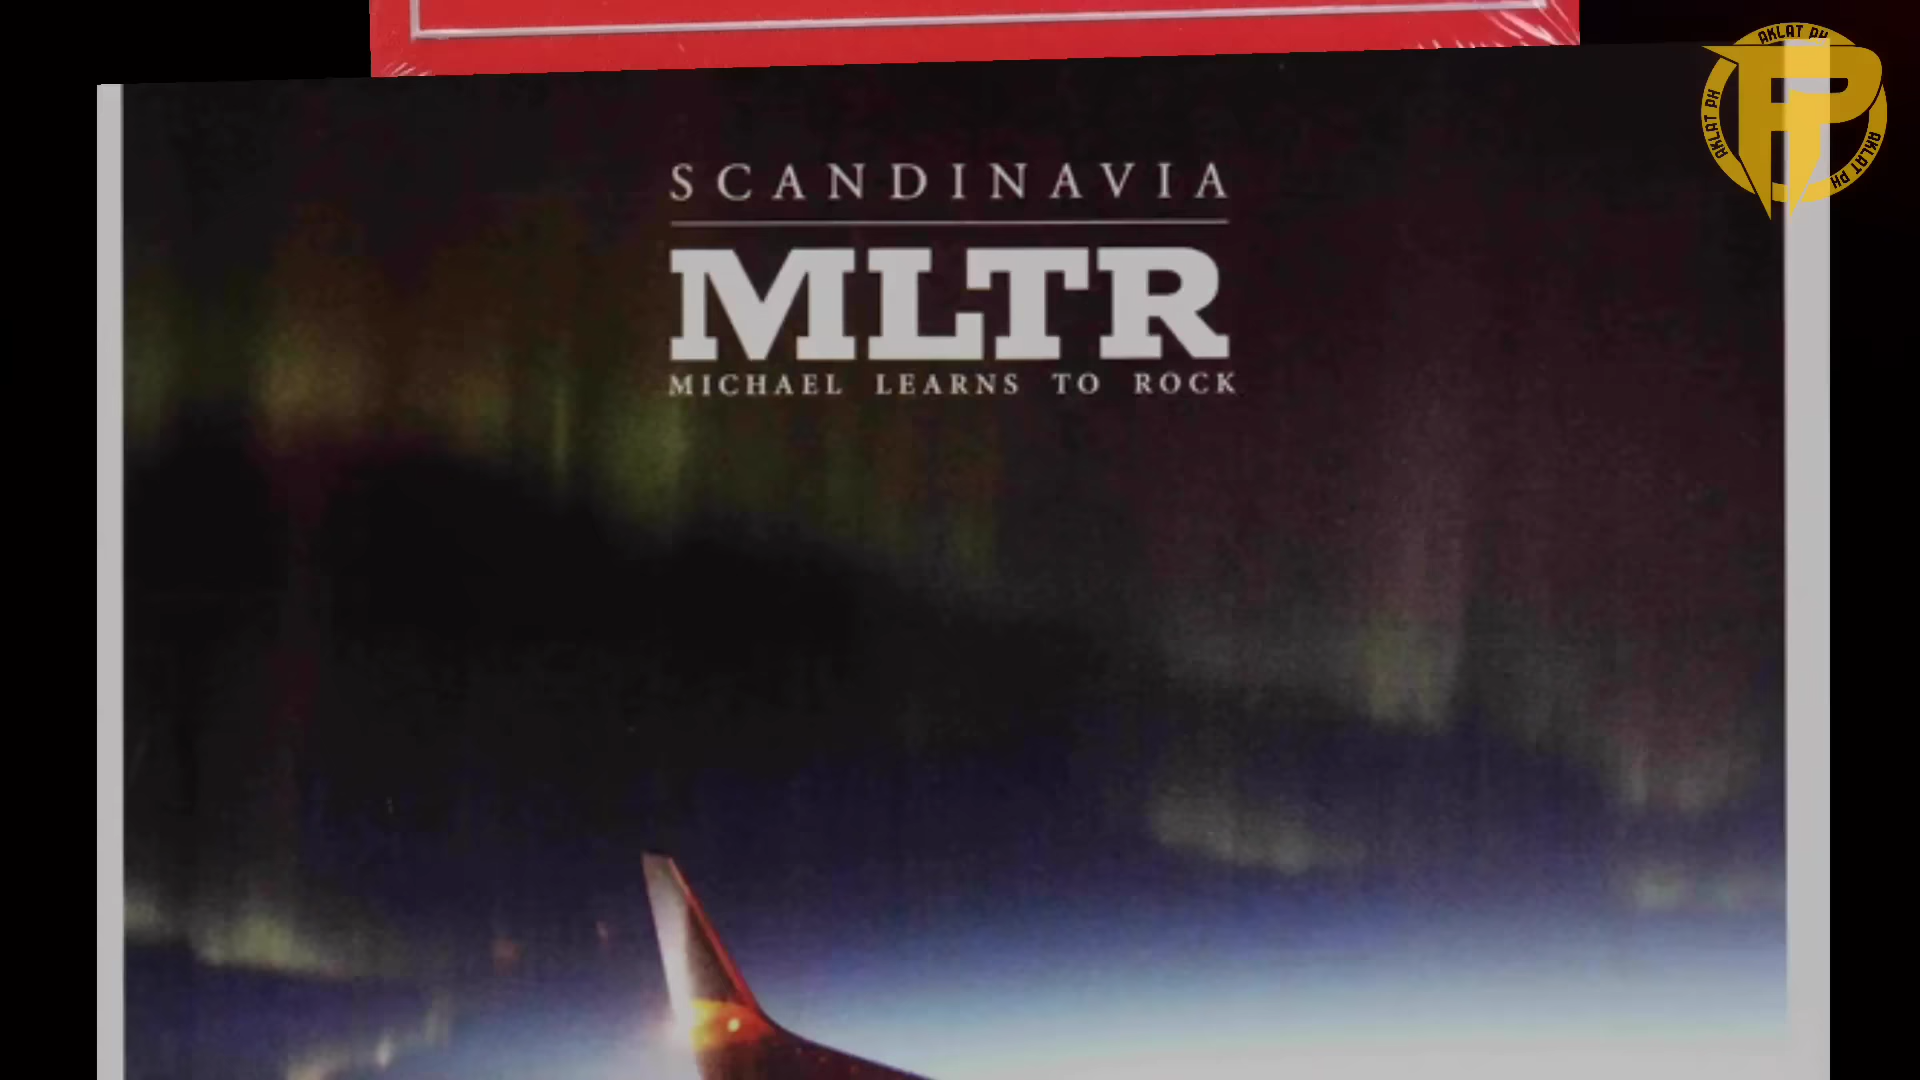 SCANDINAVIA
MLTR
MICHAEL LEARNS TO ROCK
AKLAT PH
AKLAT PH
AKLAT PH